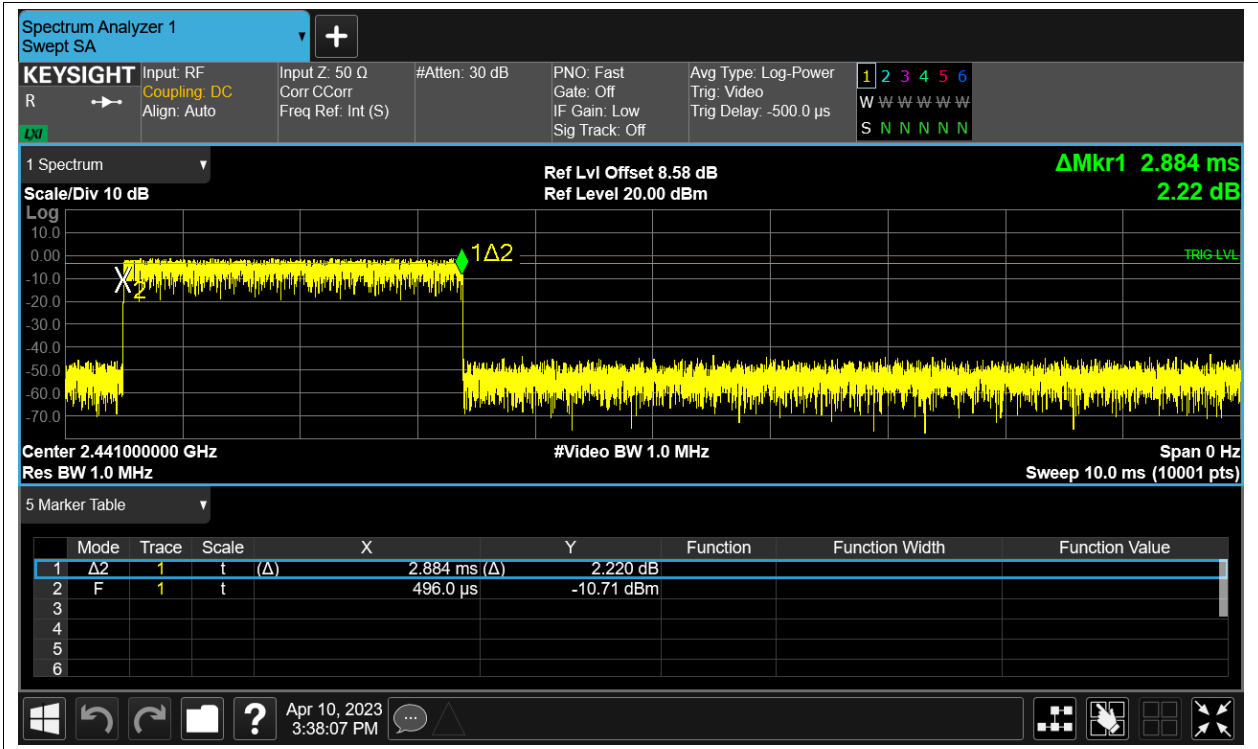 Spectrum Analyzer 1
Swept SA
+
KEYSIGHT Input: RF Input Z: 50 Ω #Atten: 30 dB PNO: Fast Avg Type: Log-Power 1 2 3 4 5 6
R Coupling: DC Corr CCorr Gate: Off Trig: Video W W W W W W
Align: Auto Freq Ref: Int (S) IF Gain: Low Trig Delay: -500.0 µs
LXI Sig Track: Off S N N N N N
1 Spectrum Ref Lvl Offset 8.58 dB ΔMkr1 2.884 ms
Scale/Div 10 dB Ref Level 20.00 dBm 2.22 dB
Log
10.0
0.00 1Δ2 TRIG LVL
-10.0 2
-20.0
-30.0
-40.0
-50.0
-60.0
-70.0
Center 2.441000000 GHz #Video BW 1.0 MHz Span 0 Hz
Res BW 1.0 MHz Sweep 10.0 ms (10001 pts)
5 Marker Table
Mode Trace Scale X Y Function Function Width Function Value
1 Δ2 1 t (Δ) 2.884 ms (Δ) 2.220 dB
2 F 1 t 496.0 µs -10.71 dBm
3
4
5
6
? Apr 10, 2023
3:38:07 PM